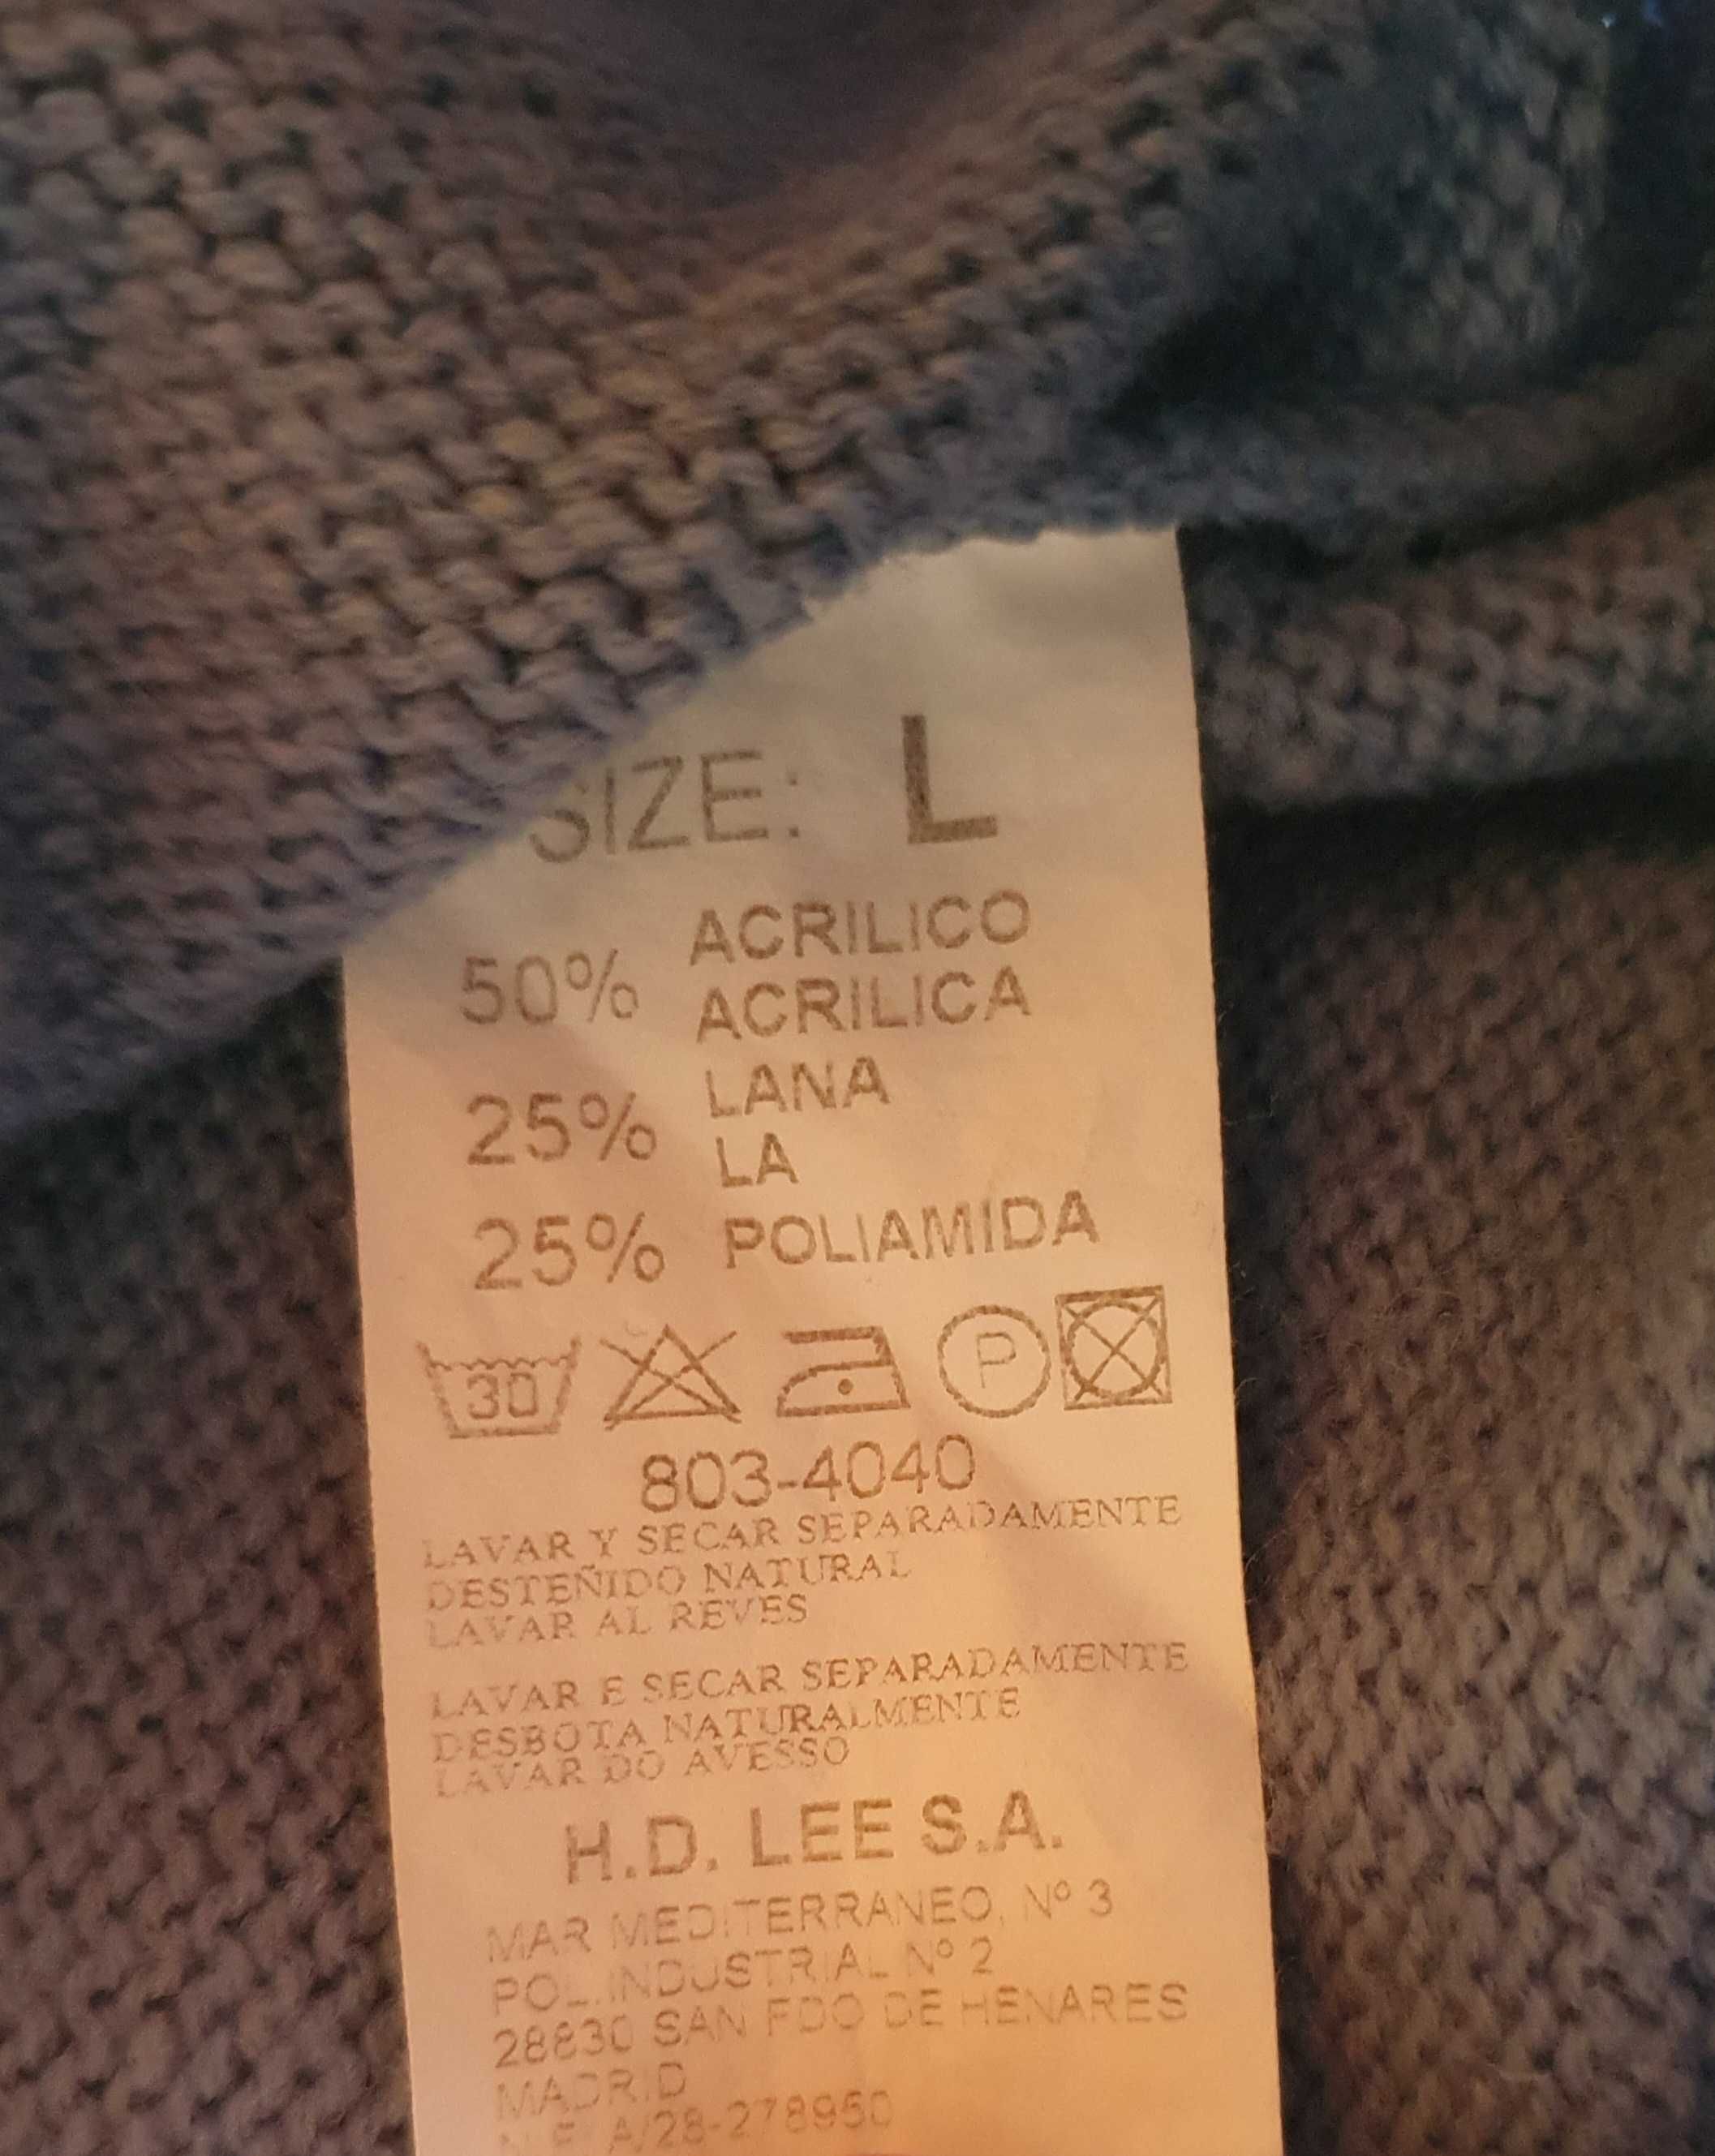 SIZE: L
50% ACRILICO
ACRILICA
25% LANA
LA
25% POLIAMIDA
30 P
803-4040
LAVAR Y SECAR SEPARADAMENTE
DESTEÑIDO NATURAL
LAVAR AL REVES
LAVAR E SECAR SEPARADAMENTE
DESBOTA NATURALMENTE
LAVAR DO AVESSO
H.D. LEE S.A.
MAR MEDITERRANEO, Nº 3
POL.INDUSTRIAL Nº 2
28830 SAN FDO DE HENARES
MADRID
A/28-278950